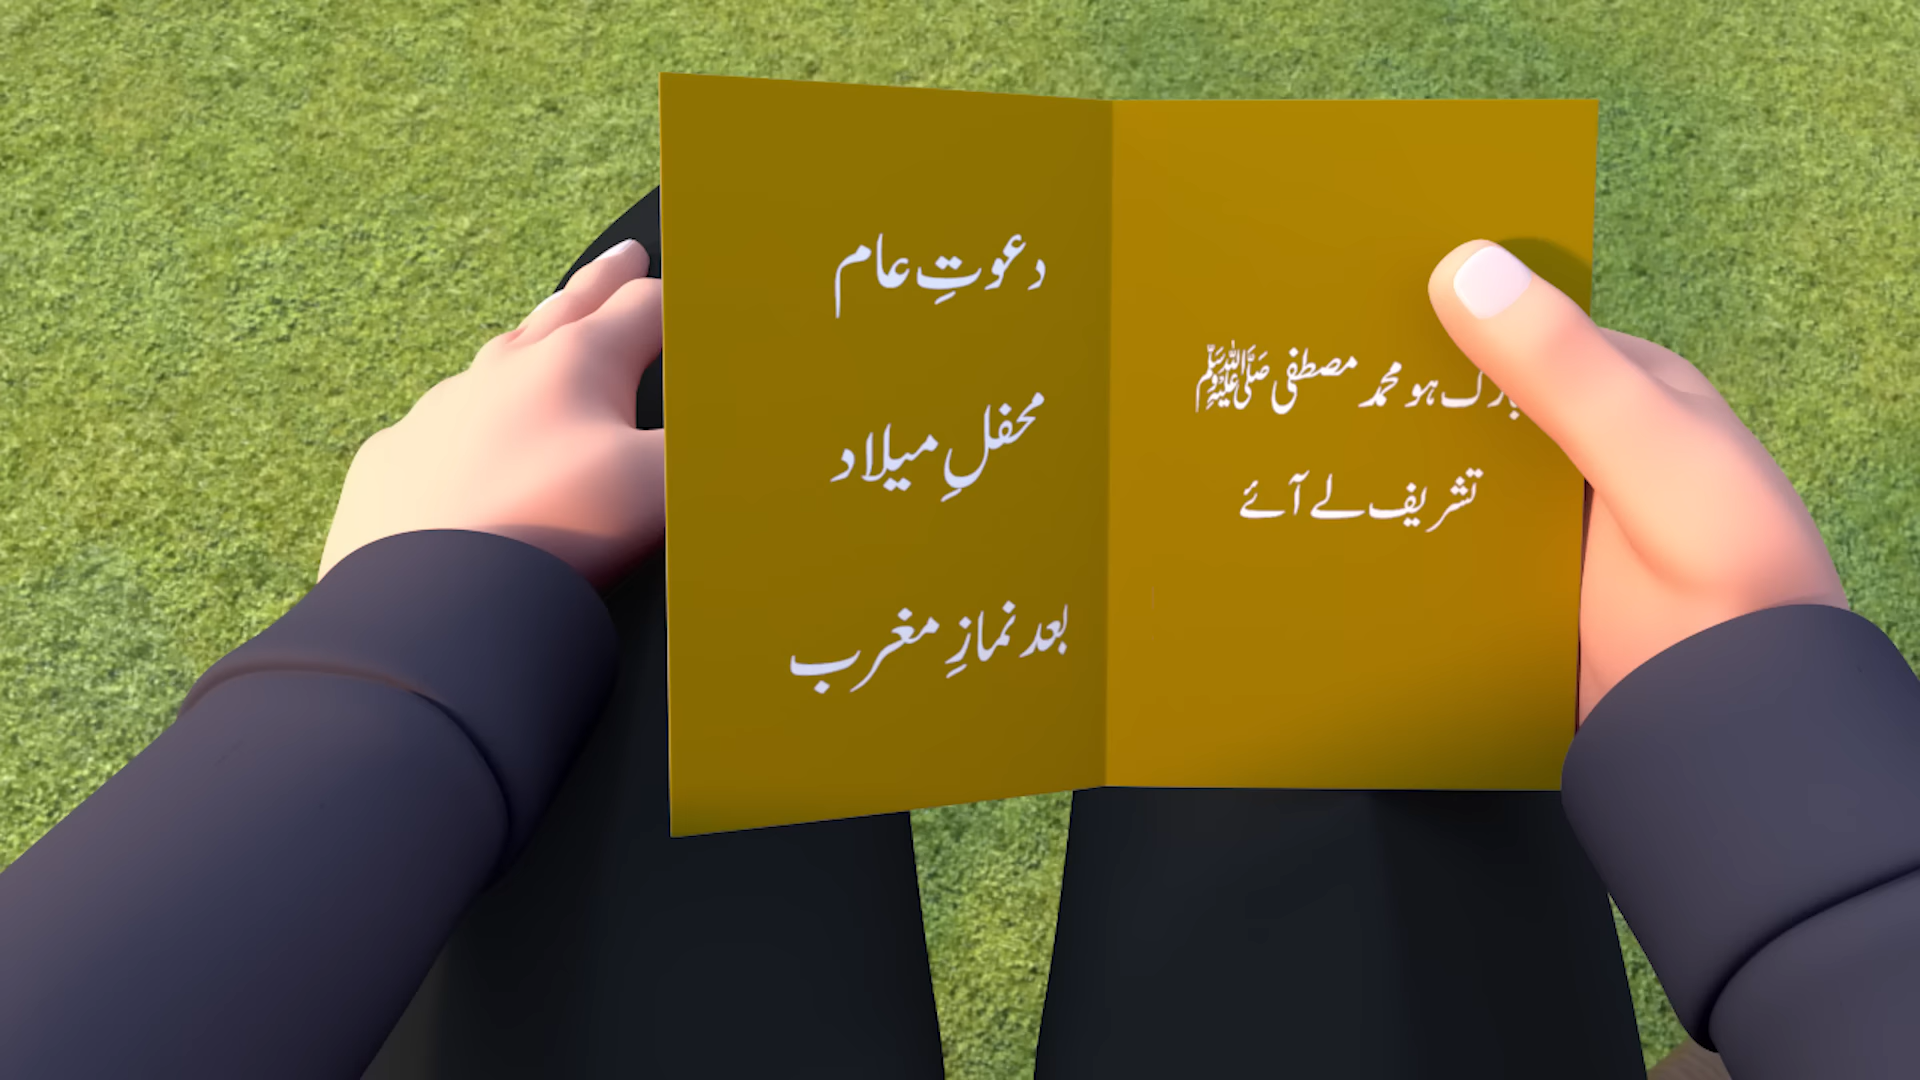 ہو محمد مصطفی ﷺ
تشریف لے آئے
دعوتِ عام
محفلِ میلاد
بعد نمازِ مغرب